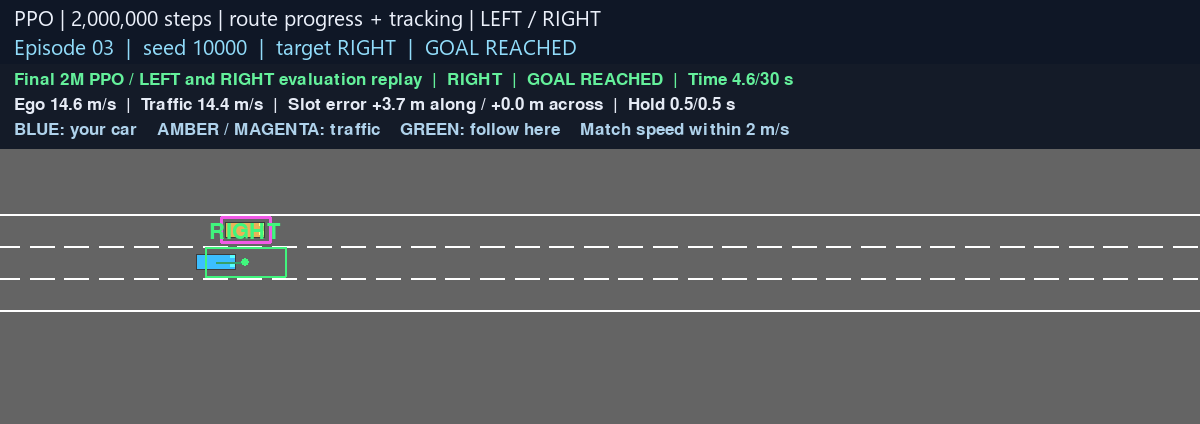 PPO | 2,000,000 steps | route progress + tracking | LEFT / RIGHT
Episode 03 | seed 10000 | target RIGHT | GOAL REACHED
Final 2M PPO / LEFT and RIGHT evaluation replay | RIGHT | GOAL REACHED | Time 4.6/30 s
Ego 14.6 m/s | Traffic 14.4 m/s | Slot error +3.7 m along / +0.0 m across | Hold 0.5/0.5 s
BLUE: your car AMBER / MAGENTA: traffic GREEN: follow here Match speed within 2 m/s
RIGHT